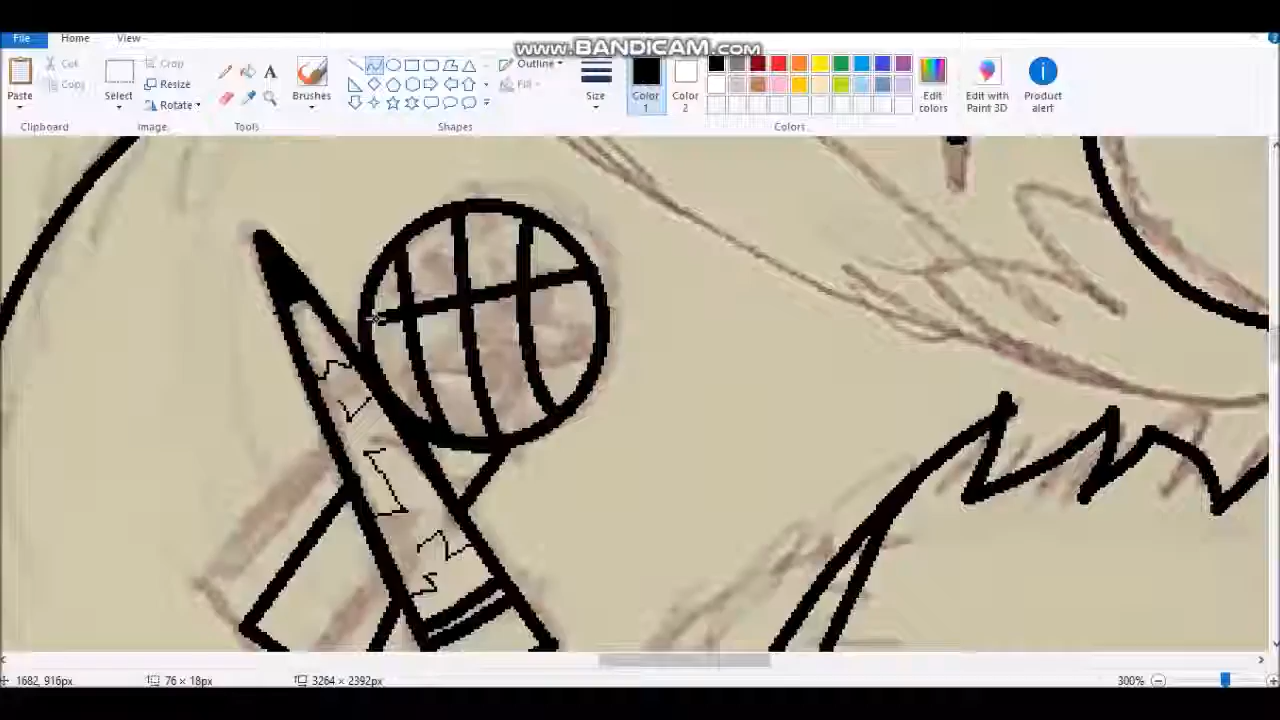 www.BANDICAM.com
File Home View
Paste Cut Copy
Clipboard
Select Crop Resize Rotate
Image
A
Tools
Brushes
Outline Fill
Shapes
Size
Color 1
Color 2
Edit colors
Colors
Edit with Paint 3D
Product alert
1682, 916px 76 × 18px 3264 × 2392px 300%